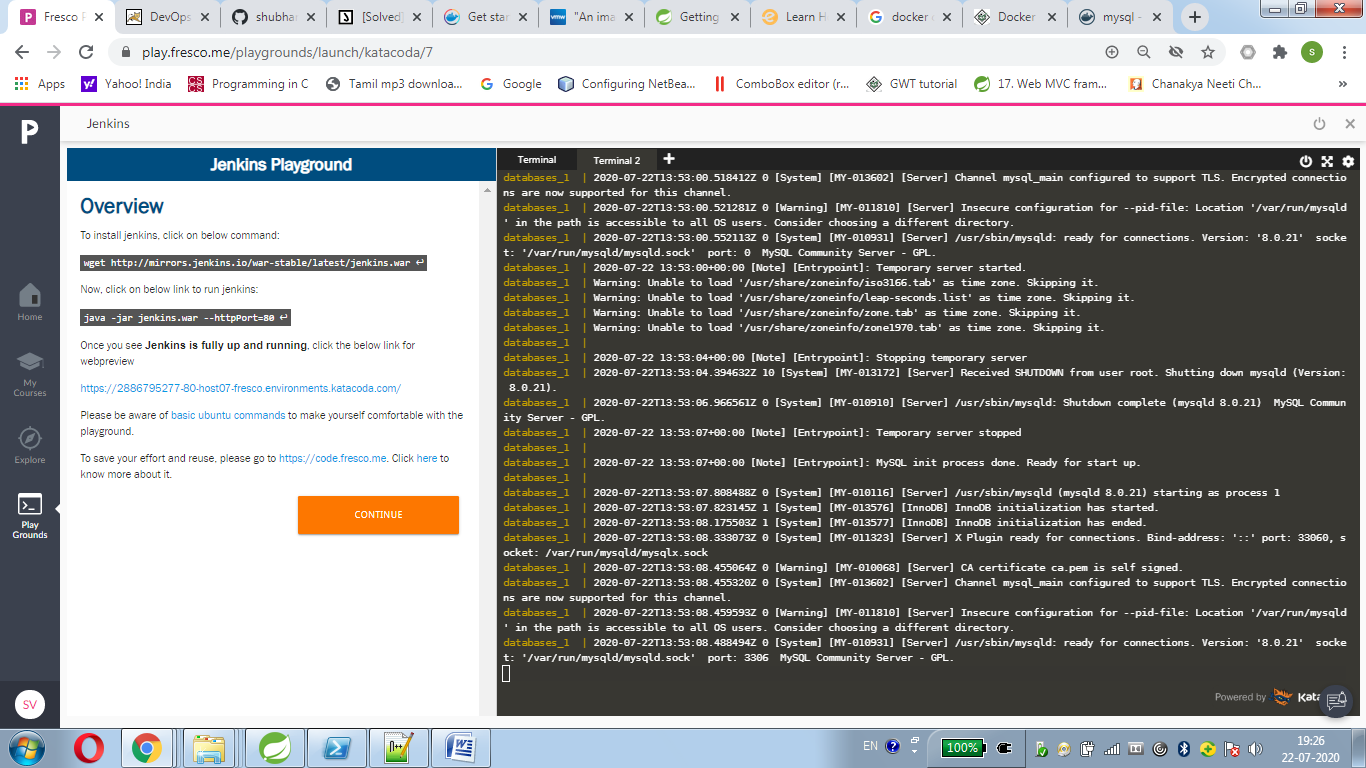 Fresco P
DevOps
shubhar
[Solved]
Get star
vmw
"An ima
Getting
Learn H
docker
Docker
mysql -
play.fresco.me/playgrounds/launch/katacoda/7
S
Apps
Yahoo! India
Programming in C
Tamil mp3 downloa...
Google
Configuring NetBea...
ComboBox editor (r...
GWT tutorial
17. Web MVC fram...
Chanakya Neeti Ch...
»
Jenkins
Jenkins Playground
Overview
To install jenkins, click on below command:
wget http://mirrors.jenkins.io/war-stable/latest/jenkins.war ↩
Now, click on below link to run jenkins:
java -jar jenkins.war --httpPort=80 ↩
Once you see Jenkins is fully up and running, click the below link for
webpreview
https://2886795277-80-host07-fresco.environments.katacoda.com/
Please be aware of basic ubuntu commands to make yourself comfortable with the
playground.
To save your effort and reuse, please go to https://code.fresco.me. Click here to
know more about it.
CONTINUE
Home
My
Courses
Explore
Play
Grounds
SV
Terminal
Terminal 2
+
databases_1 | 2020-07-22T13:53:00.518412Z 0 [System] [MY-013602] [Server] Channel mysql_main configured to support TLS. Encrypted connectio
ns are now supported for this channel.
databases_1 | 2020-07-22T13:53:00.521281Z 0 [Warning] [MY-011810] [Server] Insecure configuration for --pid-file: Location '/var/run/mysqld
' in the path is accessible to all OS users. Consider choosing a different directory.
databases_1 | 2020-07-22T13:53:00.552113Z 0 [System] [MY-010931] [Server] /usr/sbin/mysqld: ready for connections. Version: '8.0.21'  socke
t: '/var/run/mysqld/mysqld.sock'  port: 0  MySQL Community Server - GPL.
databases_1 | 2020-07-22 13:53:00+00:00 [Note] [Entrypoint]: Temporary server started.
databases_1 | Warning: Unable to load '/usr/share/zoneinfo/iso3166.tab' as time zone. Skipping it.
databases_1 | Warning: Unable to load '/usr/share/zoneinfo/leap-seconds.list' as time zone. Skipping it.
databases_1 | Warning: Unable to load '/usr/share/zoneinfo/zone.tab' as time zone. Skipping it.
databases_1 | Warning: Unable to load '/usr/share/zoneinfo/zone1970.tab' as time zone. Skipping it.
databases_1 |
databases_1 | 2020-07-22 13:53:04+00:00 [Note] [Entrypoint]: Stopping temporary server
databases_1 | 2020-07-22T13:53:04.394632Z 10 [System] [MY-013172] [Server] Received SHUTDOWN from user root. Shutting down mysqld (Version:
8.0.21).
databases_1 | 2020-07-22T13:53:06.966561Z 0 [System] [MY-010910] [Server] /usr/sbin/mysqld: Shutdown complete (mysqld 8.0.21)  MySQL Commun
ity Server - GPL.
databases_1 | 2020-07-22 13:53:07+00:00 [Note] [Entrypoint]: Temporary server stopped
databases_1 |
databases_1 | 2020-07-22 13:53:07+00:00 [Note] [Entrypoint]: MySQL init process done. Ready for start up.
databases_1 |
databases_1 | 2020-07-22T13:53:07.808488Z 0 [System] [MY-010116] [Server] /usr/sbin/mysqld (mysqld 8.0.21) starting as process 1
databases_1 | 2020-07-22T13:53:07.823145Z 1 [System] [MY-013576] [InnoDB] InnoDB initialization has started.
databases_1 | 2020-07-22T13:53:08.175503Z 1 [System] [MY-013577] [InnoDB] InnoDB initialization has ended.
databases_1 | 2020-07-22T13:53:08.333073Z 0 [System] [MY-011323] [Server] X Plugin ready for connections. Bind-address: '::' port: 33060, s
ocket: /var/run/mysqld/mysqlx.sock
databases_1 | 2020-07-22T13:53:08.455064Z 0 [Warning] [MY-010068] [Server] CA certificate ca.pem is self signed.
databases_1 | 2020-07-22T13:53:08.455320Z 0 [System] [MY-013602] [Server] Channel mysql_main configured to support TLS. Encrypted connectio
ns are now supported for this channel.
databases_1 | 2020-07-22T13:53:08.459593Z 0 [Warning] [MY-011810] [Server] Insecure configuration for --pid-file: Location '/var/run/mysqld
' in the path is accessible to all OS users. Consider choosing a different directory.
databases_1 | 2020-07-22T13:53:08.488494Z 0 [System] [MY-010931] [Server] /usr/sbin/mysqld: ready for connections. Version: '8.0.21'  socke
t: '/var/run/mysqld/mysqld.sock'  port: 3306  MySQL Community Server - GPL.
Powered by Kata
EN
100%
19:26
22-07-2020